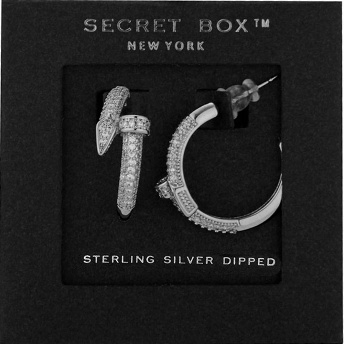 SECRET BOX™
NEW YORK
STERLING SILVER DIPPED